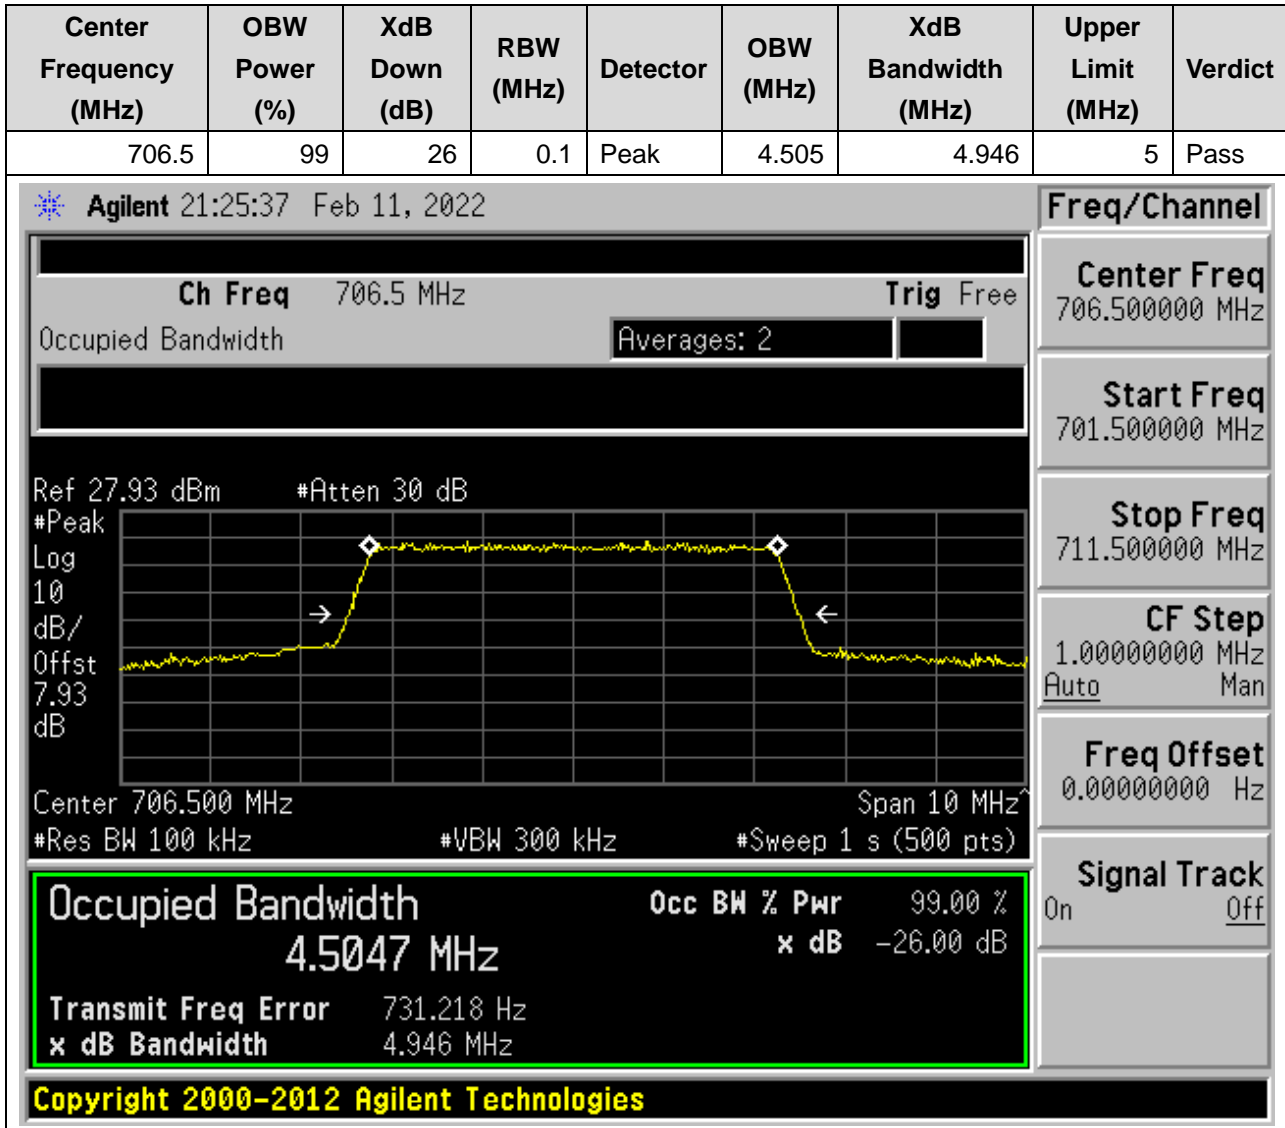 Center Frequency (MHz) OBW Power (%) XdB Down (dB) RBW (MHz) Detector OBW (MHz) XdB Bandwidth (MHz) Upper Limit (MHz) Verdict
706.5 99 26 0.1 Peak 4.505 4.946 5 Pass
Agilent 21:25:37 Feb 11, 2022
Ch Freq 706.5 MHz Trig Free
Occupied Bandwidth Averages: 2
Ref 27.93 dBm #Atten 30 dB
#Peak
Log
10
dB/
Offst
7.93
dB
Center 706.500 MHz Span 10 MHz^
#Res BW 100 kHz #VBW 300 kHz #Sweep 1 s (500 pts)
Occupied Bandwidth Occ BW % Pwr 99.00 %
4.5047 MHz x dB -26.00 dB
Transmit Freq Error 731.218 Hz
x dB Bandwidth 4.946 MHz
Copyright 2000-2012 Agilent Technologies
Freq/Channel
Center Freq
706.500000 MHz
Start Freq
701.500000 MHz
Stop Freq
711.500000 MHz
CF Step
1.00000000 MHz
Auto Man
Freq Offset
0.00000000 Hz
Signal Track
On Off